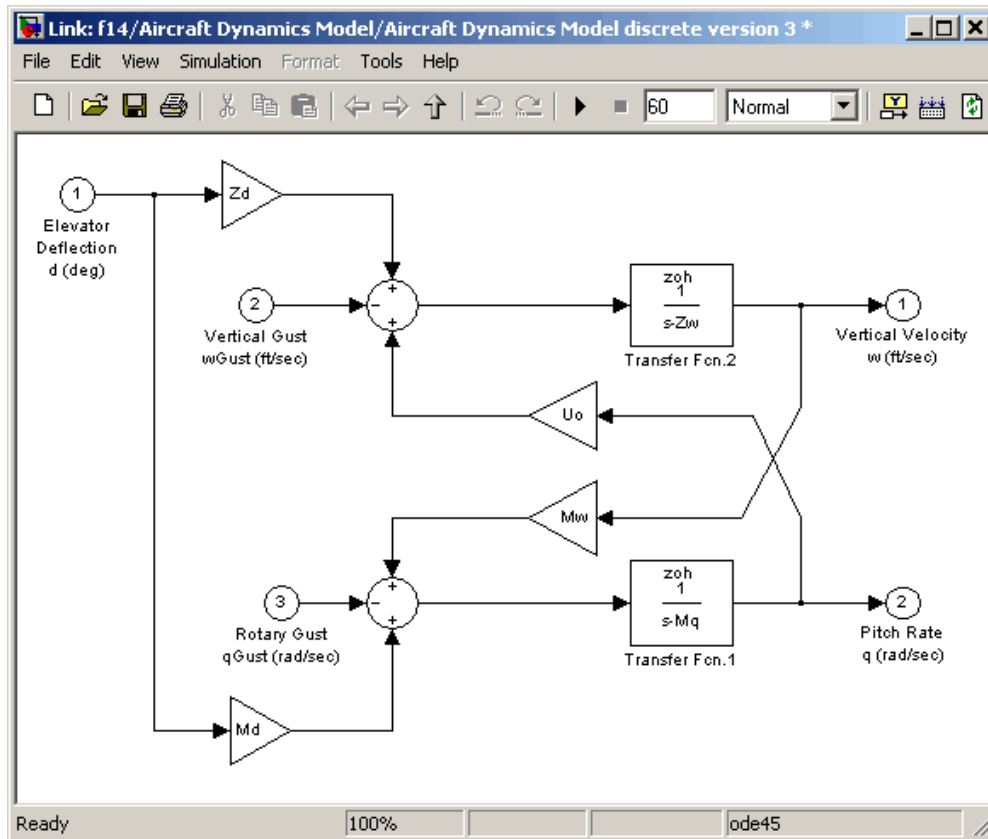 Link: f14/Aircraft Dynamics Model/Aircraft Dynamics Model discrete version 3 *
File Edit View Simulation Format Tools Help
60 Normal
1
Elevator
Deflection
d (deg)
Zd
2
Vertical Gust
wGust (ft/sec)
+
-
+
zoh
1
s-Zw
Transfer Fcn.2
1
Vertical Velocity
w (ft/sec)
Uo
Mw
3
Rotary Gust
qGust (rad/sec)
+
-
+
zoh
1
s-Mq
Transfer Fcn.1
2
Pitch Rate
q (rad/sec)
Md
Ready 100% ode45